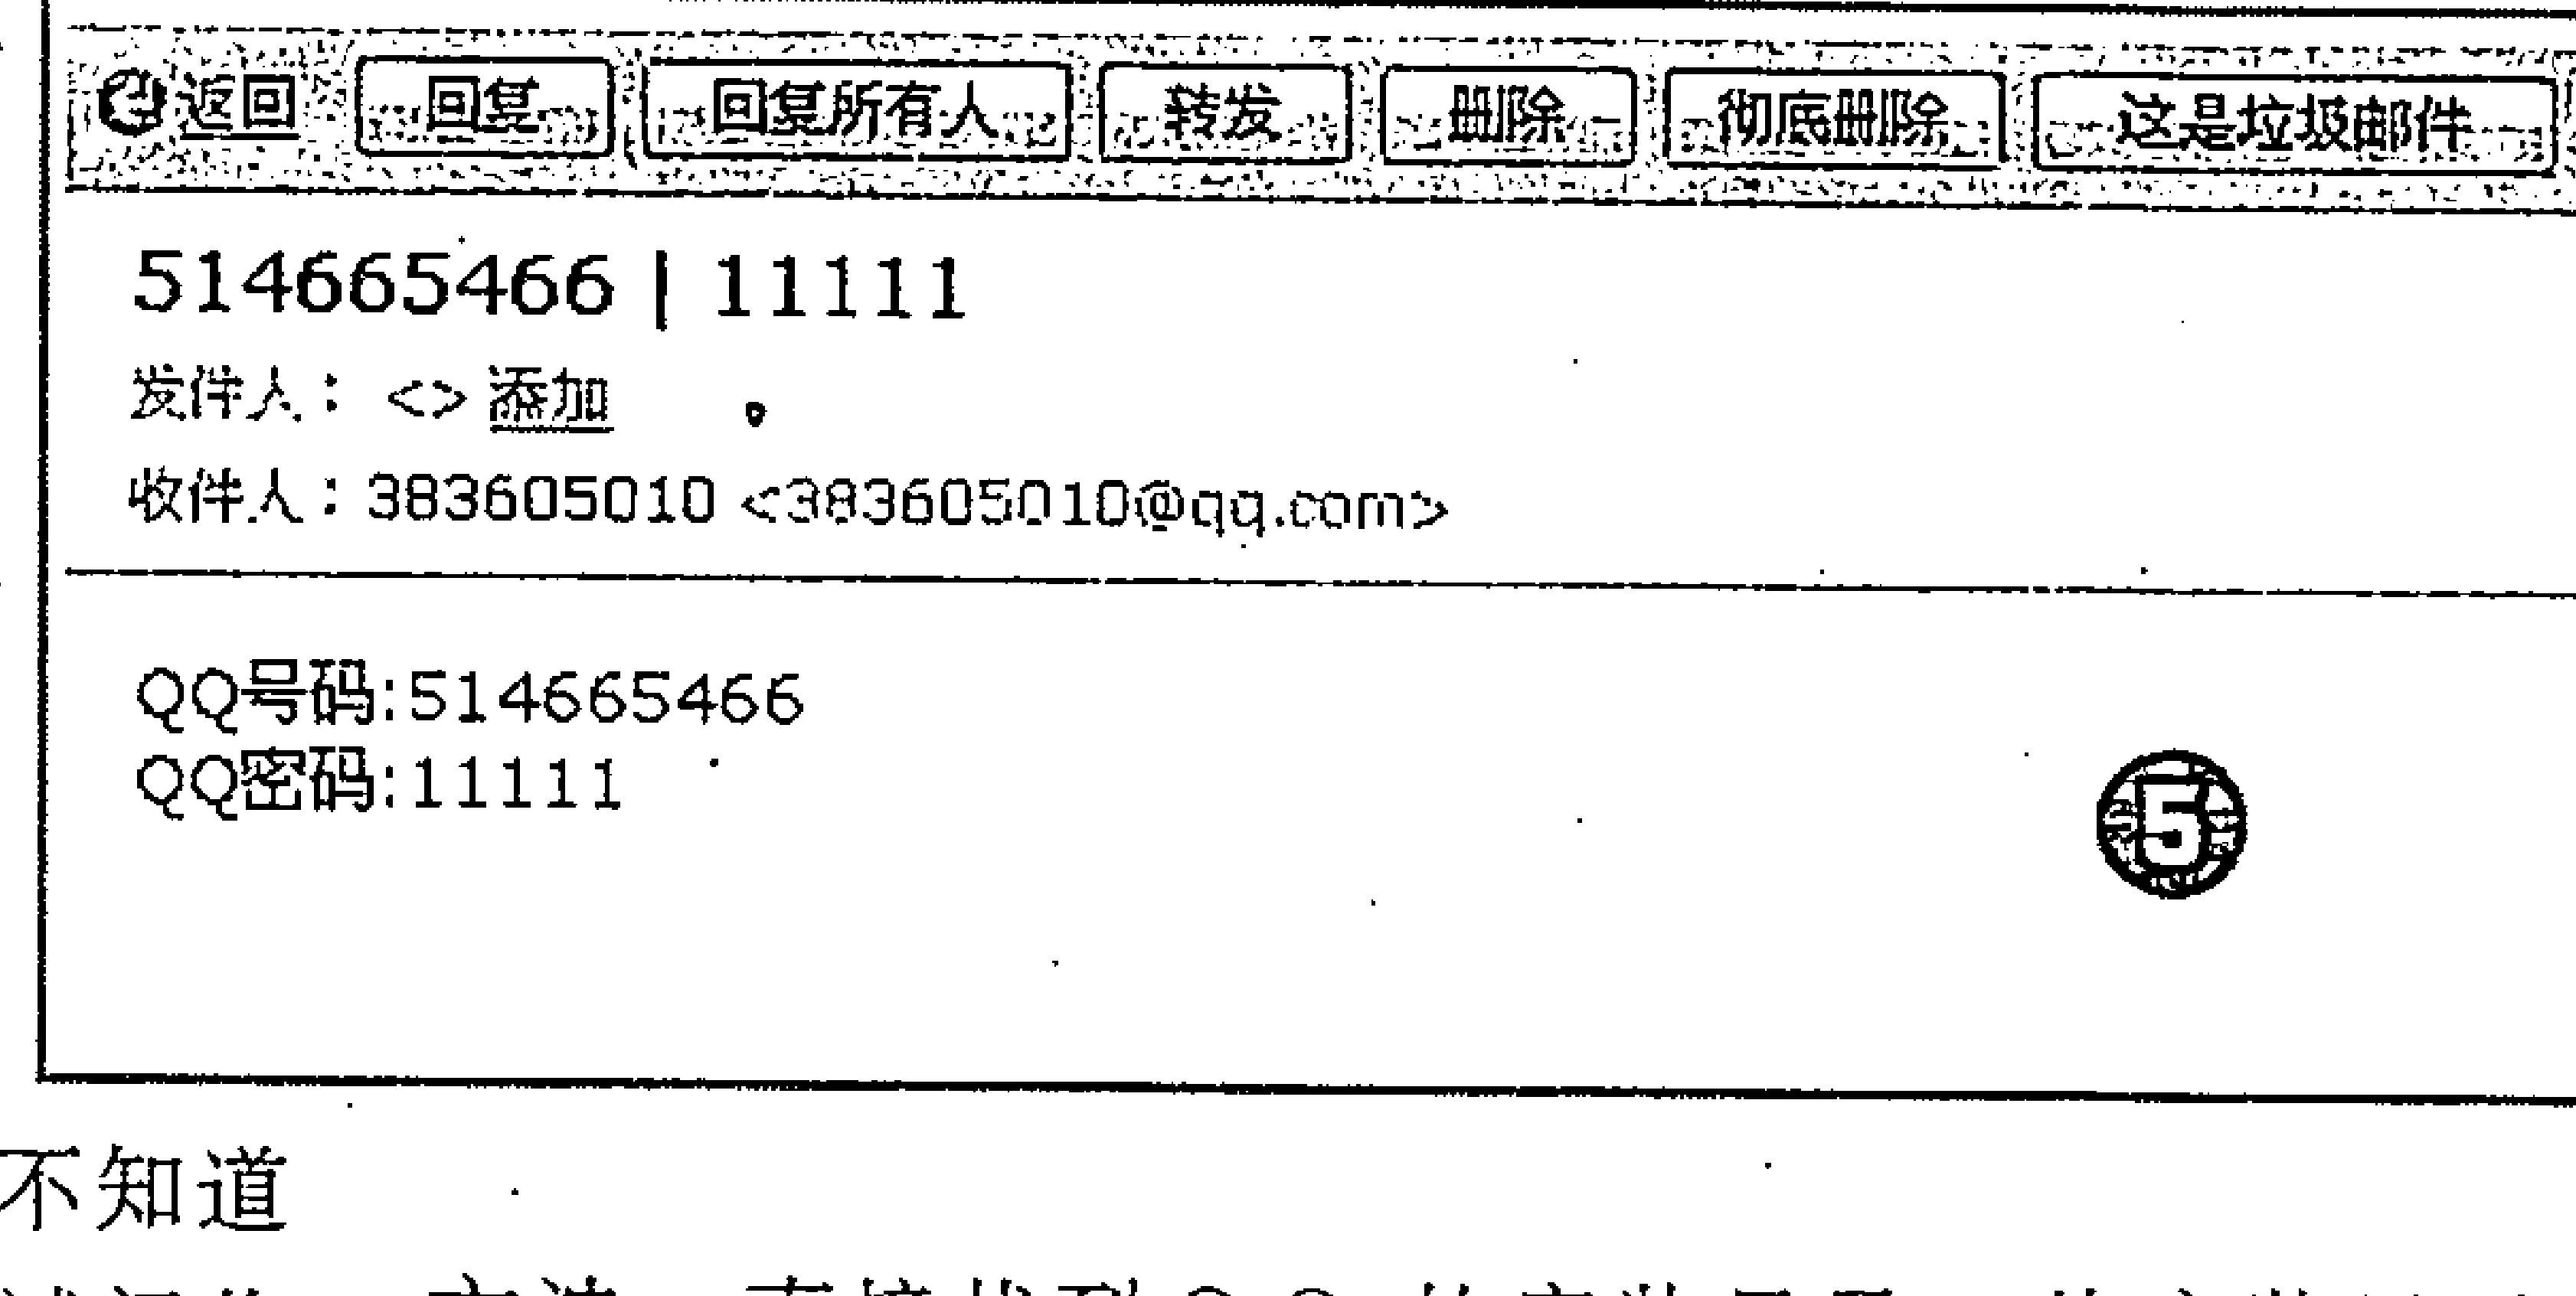 返回 回复 回复所有人 转发 删除 彻底删除 这是垃圾邮件
514665466 | 11111
发件人：<> 添加
收件人：383605010 <383605010@qq.com>
QQ号码:514665466
QQ密码:11111
5
不知道